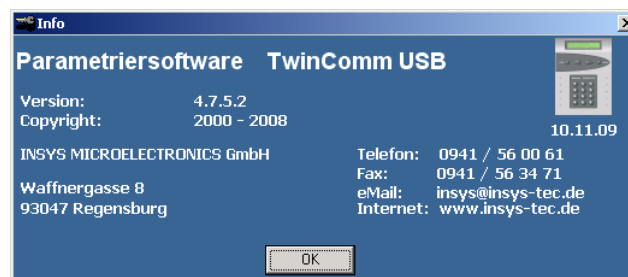 Info
Parametriersoftware TwinComm USB
Version: 4.7.5.2
Copyright: 2000 - 2008
10.11.09
INSYS MICROELECTRONICS GmbH
Waffnergasse 8
93047 Regensburg
Telefon: 0941 / 56 00 61
Fax: 0941 / 56 34 71
eMail: insys@insys-tec.de
Internet: www.insys-tec.de
OK